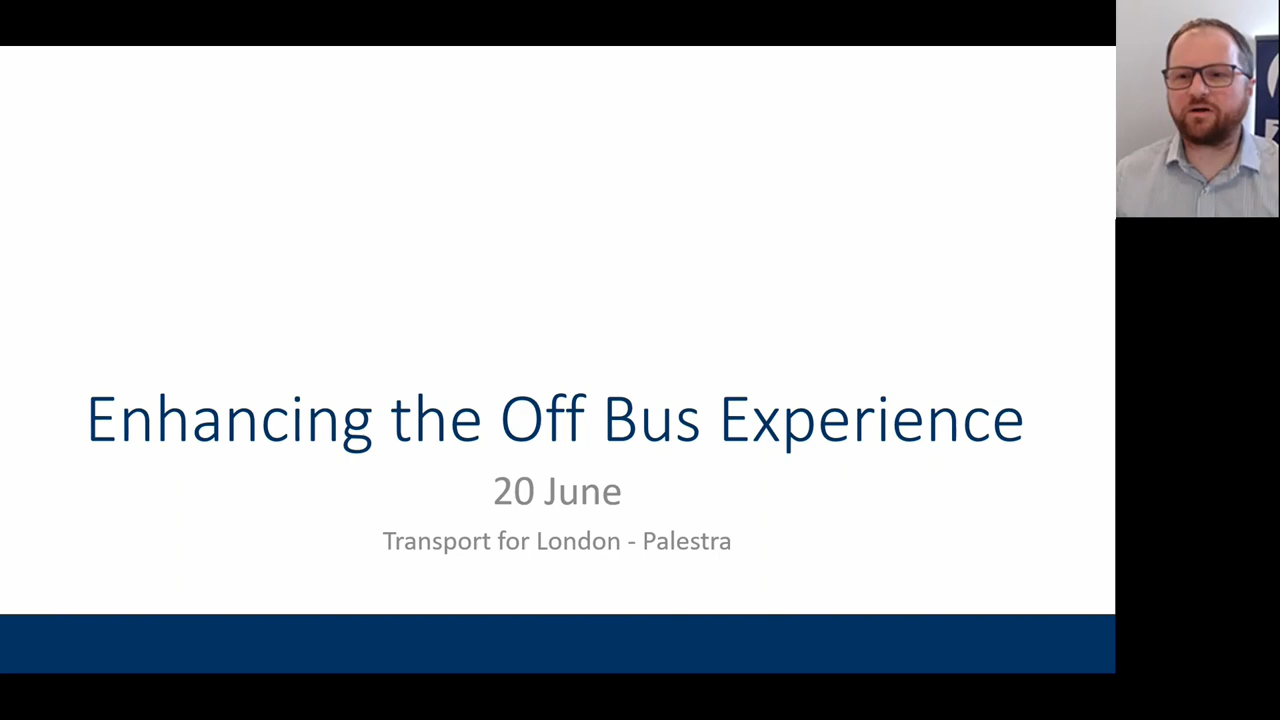 Enhancing the Off Bus Experience
20 June
Transport for London - Palestra